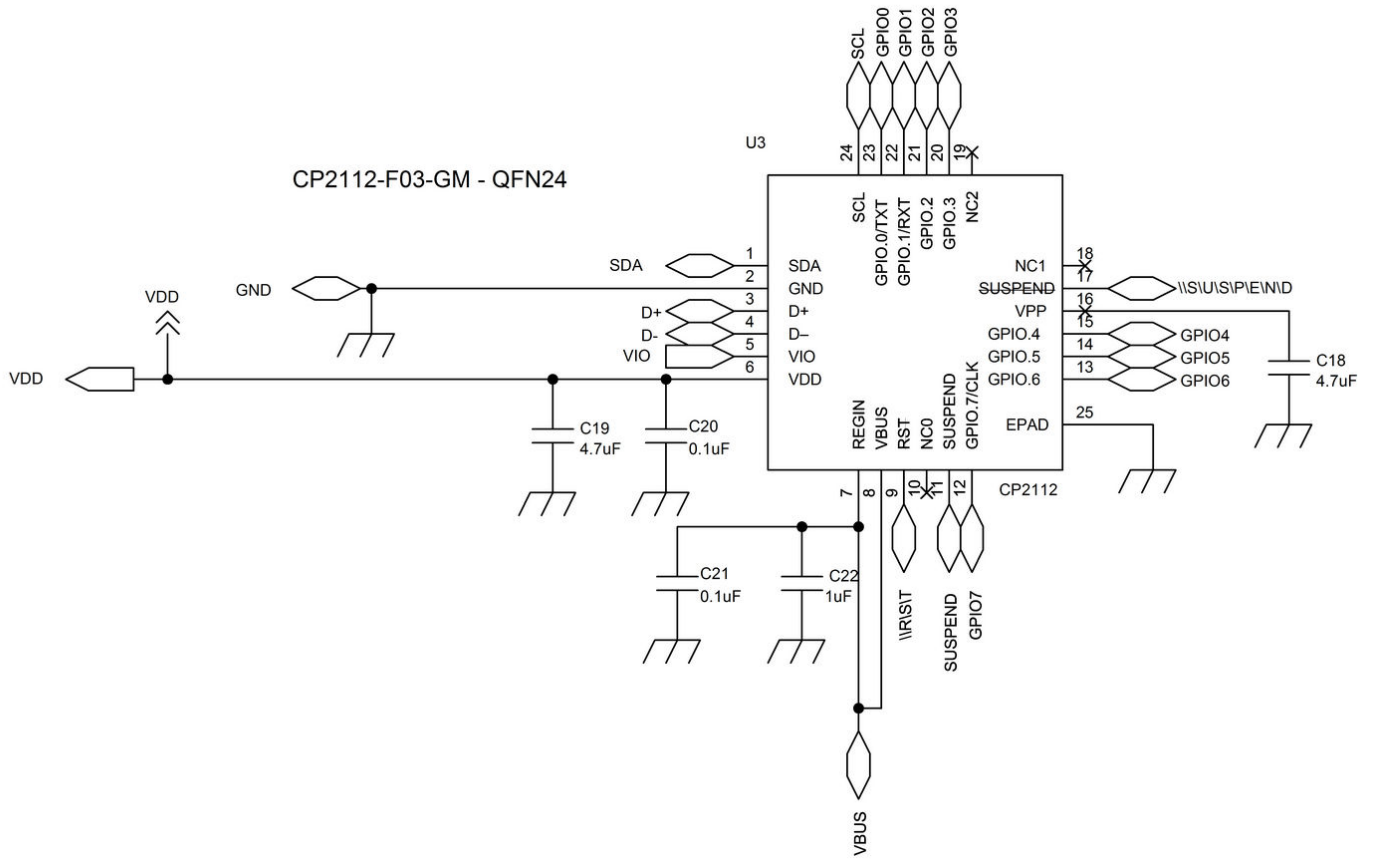 SCL
GPIO0
GPIO1
GPIO2
GPIO3
U3
24
23
22
21
20
19
CP2112-F03-GM - QFN24
SCL
GPIO.0/TXT
GPIO.1/RXT
GPIO.2
GPIO.3
NC2
SDA
1
SDA
NC1
18
GND
2
GND
SUSPEND
17
\\S\U\S\P\E\N\D
VDD
D+
3
D+
VPP
16
D-
4
D–
GPIO.4
15
GPIO4
VIO
5
VIO
GPIO.5
14
GPIO5
VDD
6
VDD
GPIO.6
13
GPIO6
C18
4.7uF
REGIN
VBUS
RST
NC0
SUSPEND
GPIO.7/CLK
EPAD
25
C19
4.7uF
C20
0.1uF
7
8
9
10
11
12
CP2112
C21
0.1uF
C22
1uF
\\R\S\T
SUSPEND
GPIO7
VBUS